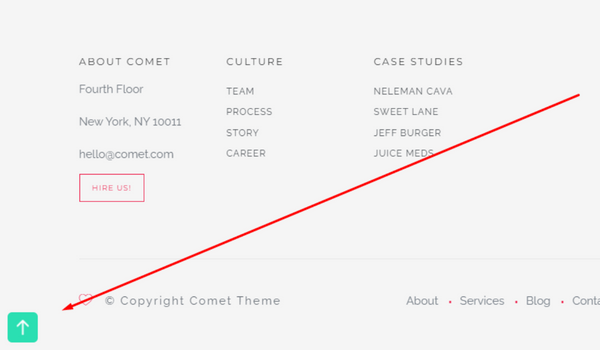 ABOUT COMET
Fourth Floor
New York, NY 10011
hello@comet.com
HIRE US!
CULTURE
TEAM
PROCESS
STORY
CAREER
CASE STUDIES
NELEMAN CAVA
SWEET LANE
JEFF BURGER
JUICE MEDS
© Copyright Comet Theme
About • Services • Blog • Conta